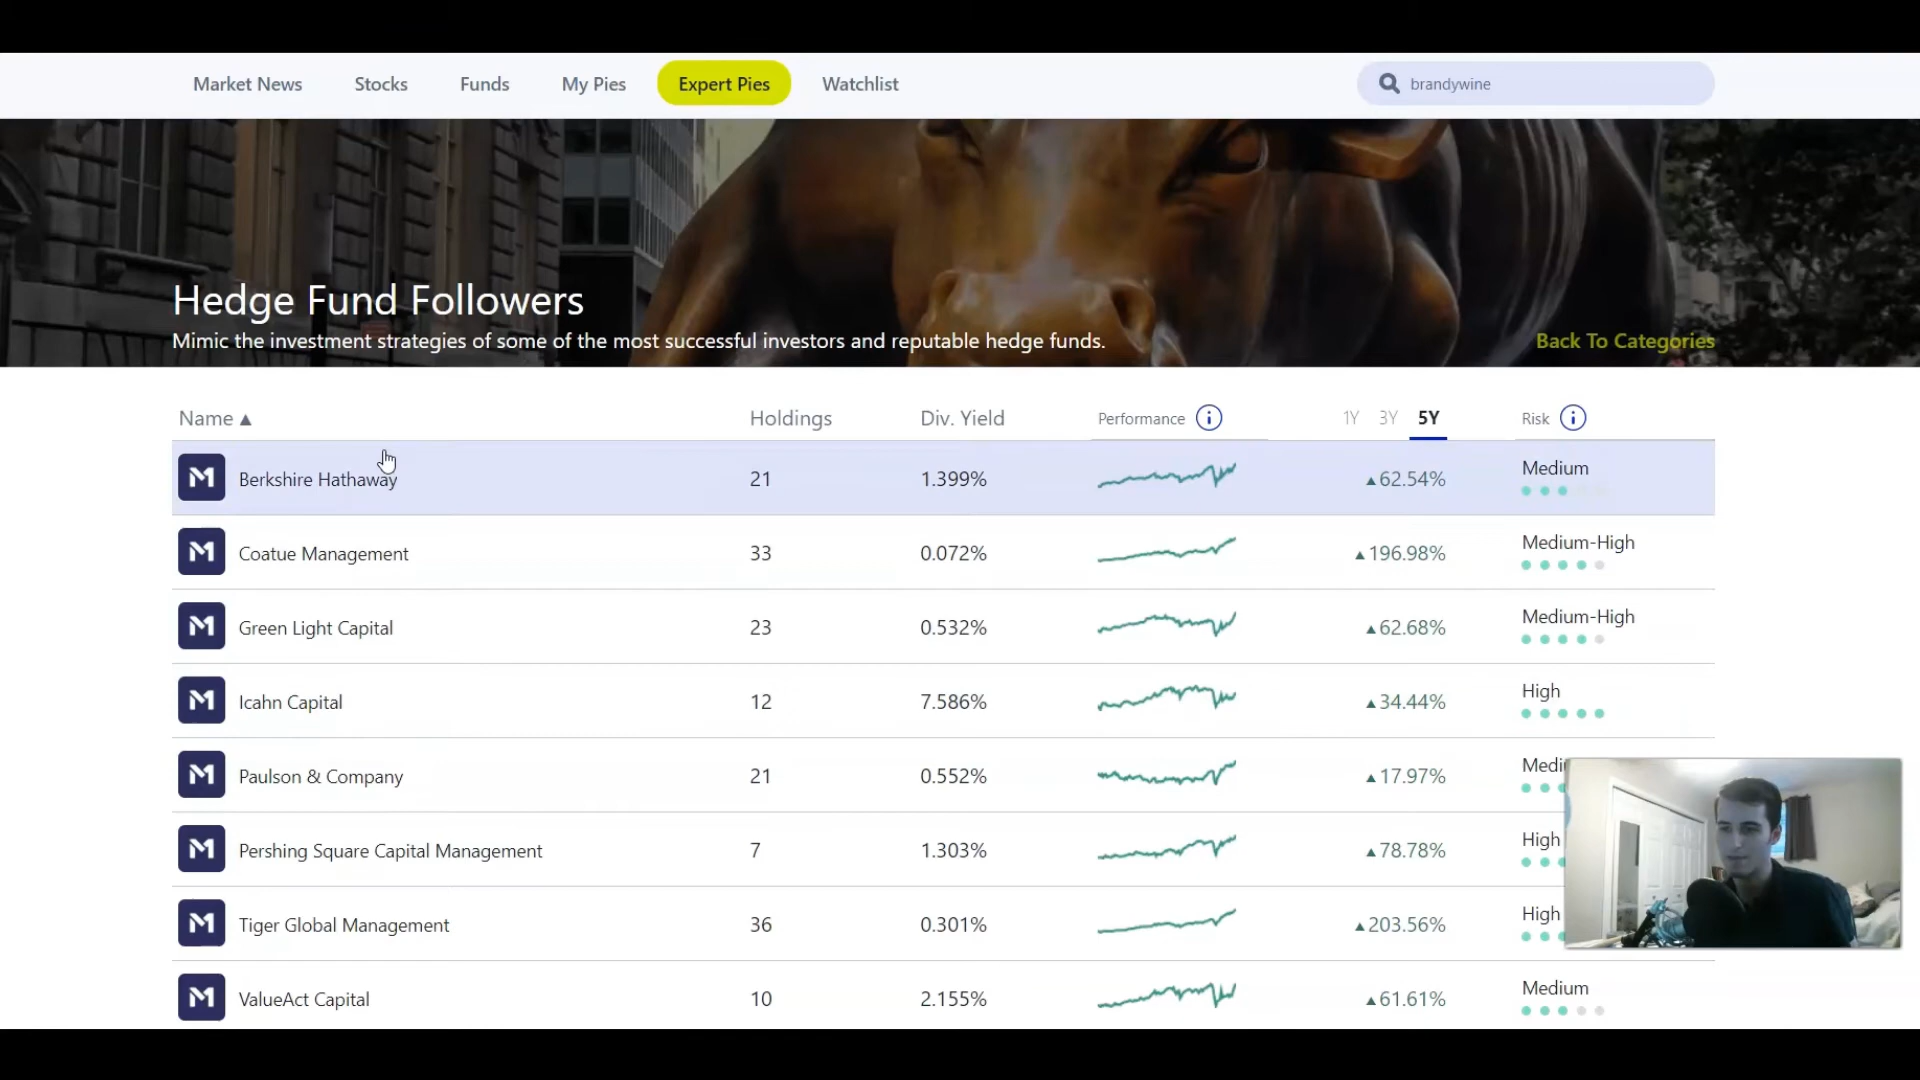 Market News Stocks Funds My Pies Expert Pies Watchlist brandywine
Hedge Fund Followers
Mimic the investment strategies of some of the most successful investors and reputable hedge funds.
Back To Categories
Name ▲ Holdings Div. Yield Performance i 1Y 3Y 5Y Risk i
M Berkshire Hathaway 21 1.399% ▲62.54% Medium
M Coatue Management 33 0.072% ▲196.98% Medium-High
M Green Light Capital 23 0.532% ▲62.68% Medium-High
M Icahn Capital 12 7.586% ▲34.44% High
M Paulson & Company 21 0.552% ▲17.97% Medi
M Pershing Square Capital Management 7 1.303% ▲78.78% High
M Tiger Global Management 36 0.301% ▲203.56% High
M ValueAct Capital 10 2.155% ▲61.61% Medium